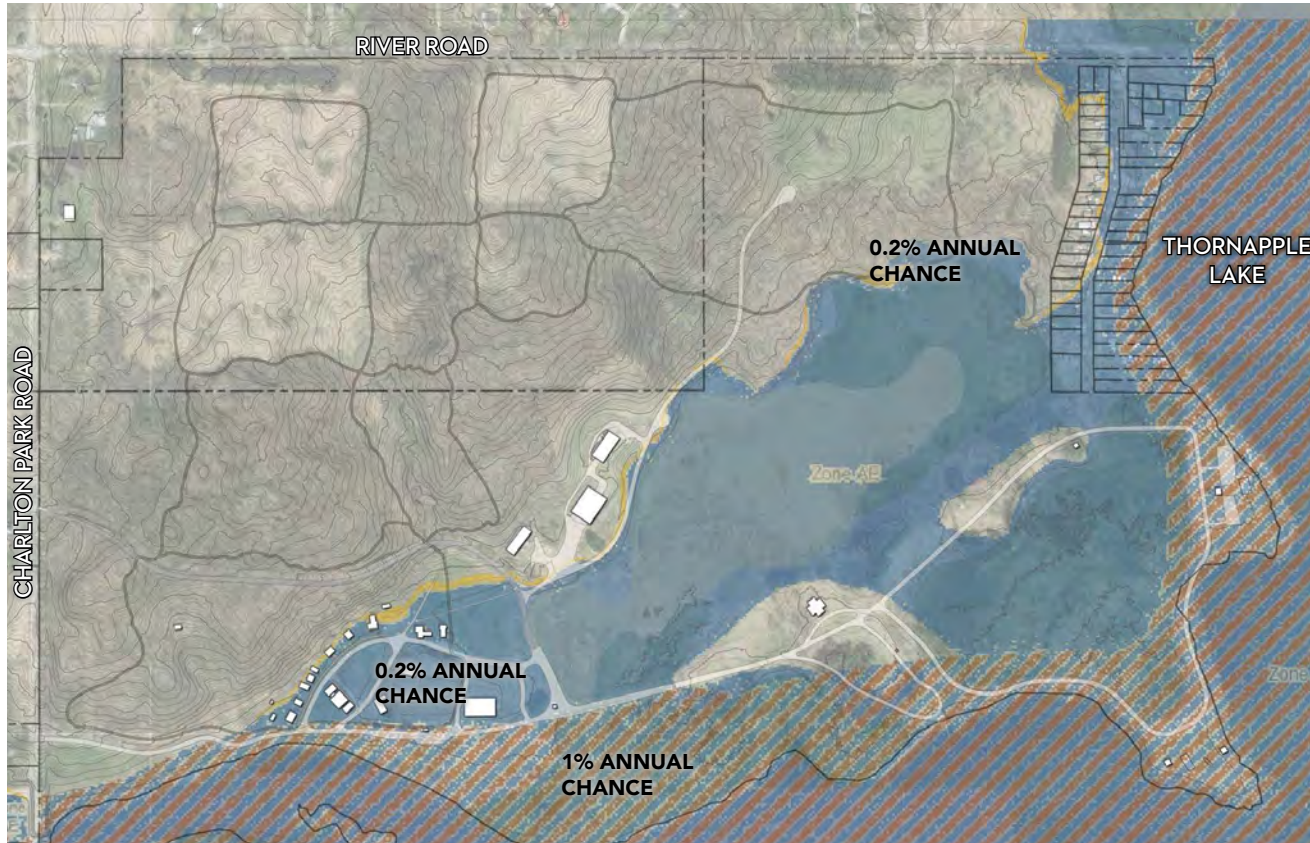 RIVER ROAD
0.2% ANNUAL
CHANCE
THORNAPPLE
LAKE
CHARLTON PARK ROAD
Zone AE
0.2% ANNUAL
CHANCE
Zone
1% ANNUAL
CHANCE